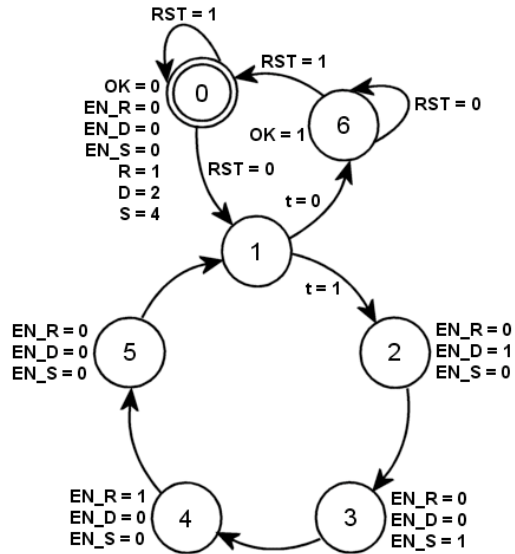 RST = 1
0
OK = 0
EN_R = 0
EN_D = 0
EN_S = 0
R = 1
D = 2
S = 4
RST = 1
6
RST = 0
OK = 1
RST = 0
t = 0
1
t = 1
5
EN_R = 0
EN_D = 0
EN_S = 0
2
EN_R = 0
EN_D = 1
EN_S = 0
4
EN_R = 1
EN_D = 0
EN_S = 0
3
EN_R = 0
EN_D = 0
EN_S = 1